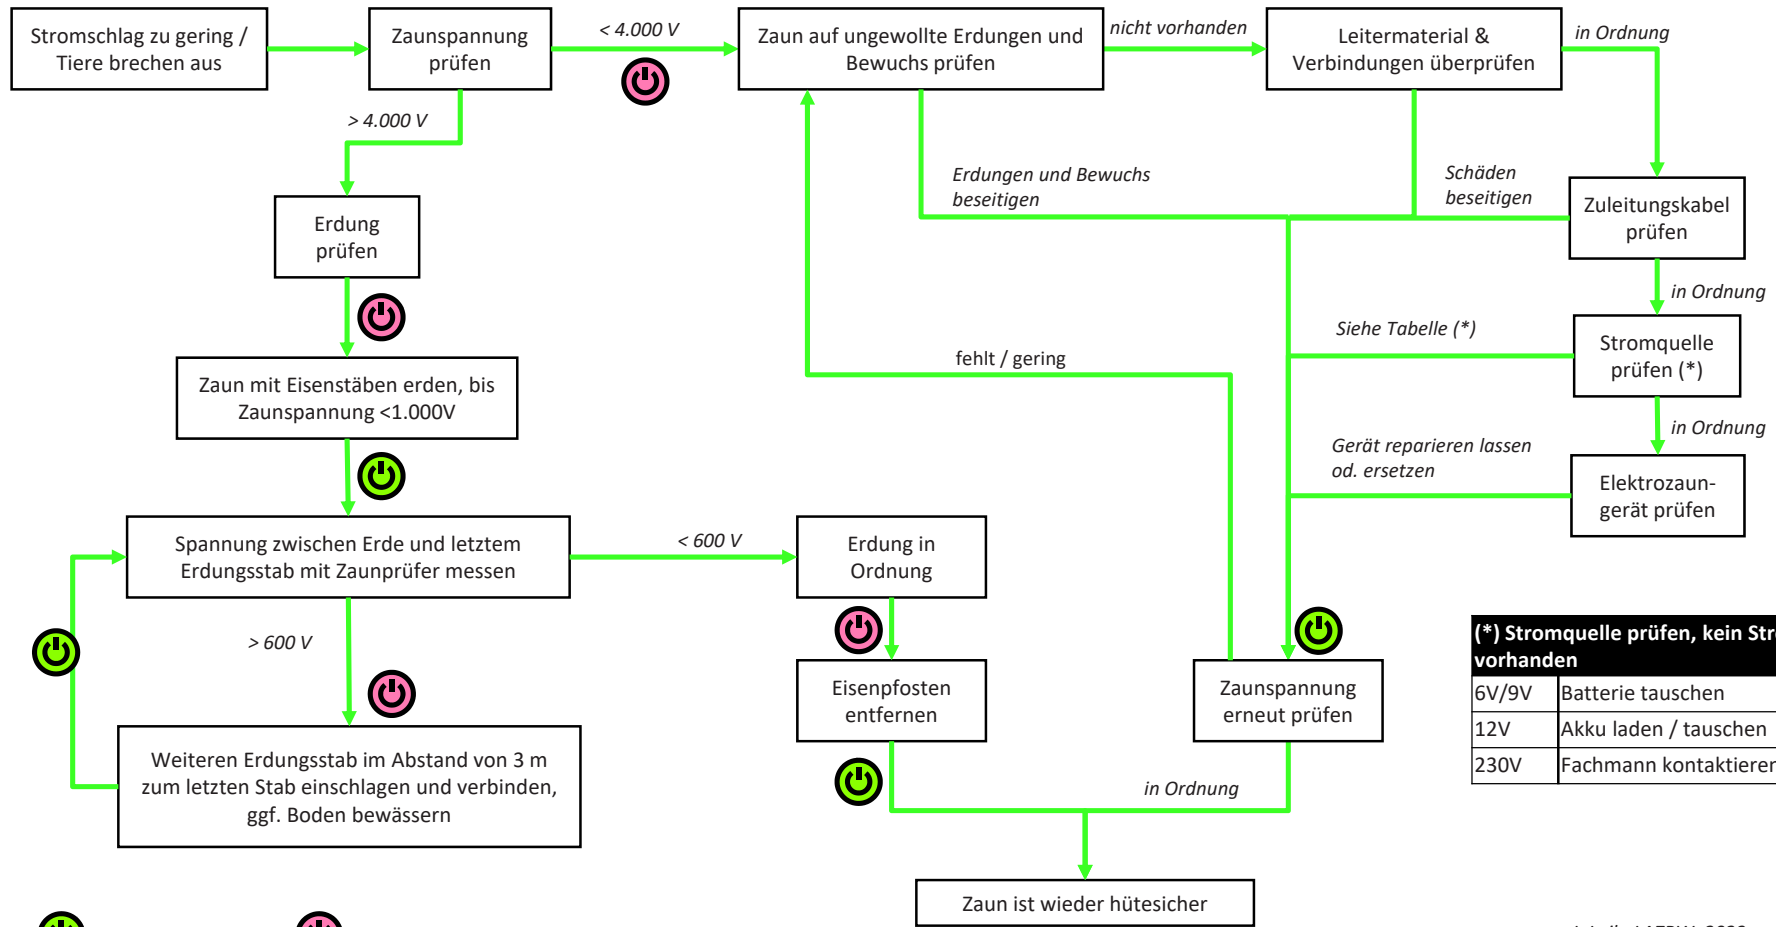 Stromschlag zu gering /
Tiere brechen aus
Zaunspannung
prüfen
< 4.000 V
Zaun auf ungewollte Erdungen und
Bewuchs prüfen
nicht vorhanden
Leitermaterial &
Verbindungen überprüfen
in Ordnung
> 4.000 V
Erdungen und Bewuchs
beseitigen
Schäden
beseitigen
Zuleitungskabel
prüfen
Erdung
prüfen
in Ordnung
Siehe Tabelle (*)
Stromquelle
prüfen (*)
fehlt / gering
Zaun mit Eisenstäben erden, bis
Zaunspannung <1.000V
in Ordnung
Gerät reparieren lassen
od. ersetzen
Elektrozaun-
gerät prüfen
Spannung zwischen Erde und letztem
Erdungsstab mit Zaunprüfer messen
< 600 V
Erdung in
Ordnung
> 600 V
Eisenpfosten
entfernen
Zaunspannung
erneut prüfen
(*) Stromquelle prüfen, kein
vorhanden
6V/9V Batterie tauschen
12V Akku laden / tauschen
230V Fachmann kontaktieren
Weiteren Erdungsstab im Abstand von 3 m
zum letzten Stab einschlagen und verbinden,
ggf. Boden bewässern
in Ordnung
Zaun ist wieder hütesicher